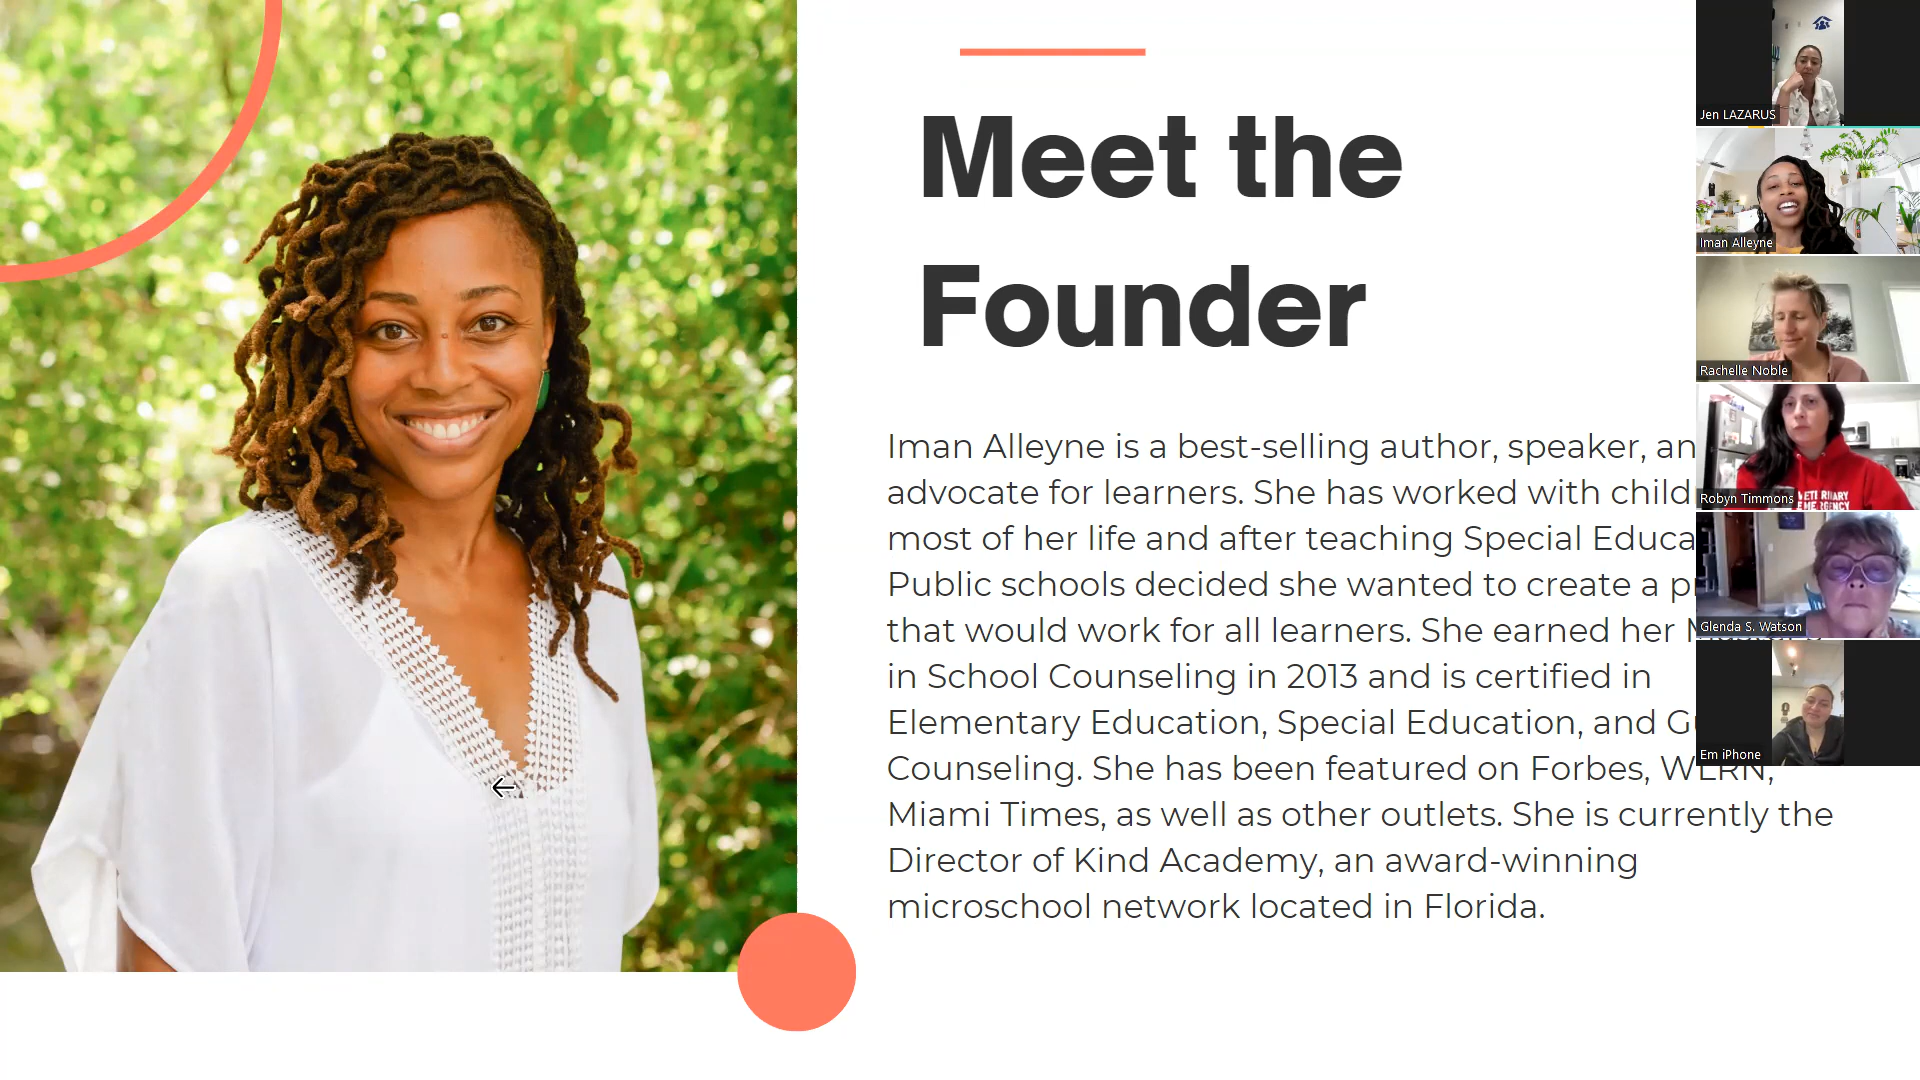 Meet the
Founder
Iman Alleyne is a best-selling author, speaker, an
advocate for learners. She has worked with child
most of her life and after teaching Special Educa
Public schools decided she wanted to create a
that would work for all learners. She earned her
in School Counseling in 2013 and is certified in
Elementary Education, Special Education, and
Counseling. She has been featured on Forbes, WLRN,
Miami Times, as well as other outlets. She is currently the
Director of Kind Academy, an award-winning
microschool network located in Florida.
Jen LAZARUS
Iman Alleyne
Rachelle Noble
Robyn Timmons
Glenda S. Watson
Em iPhone